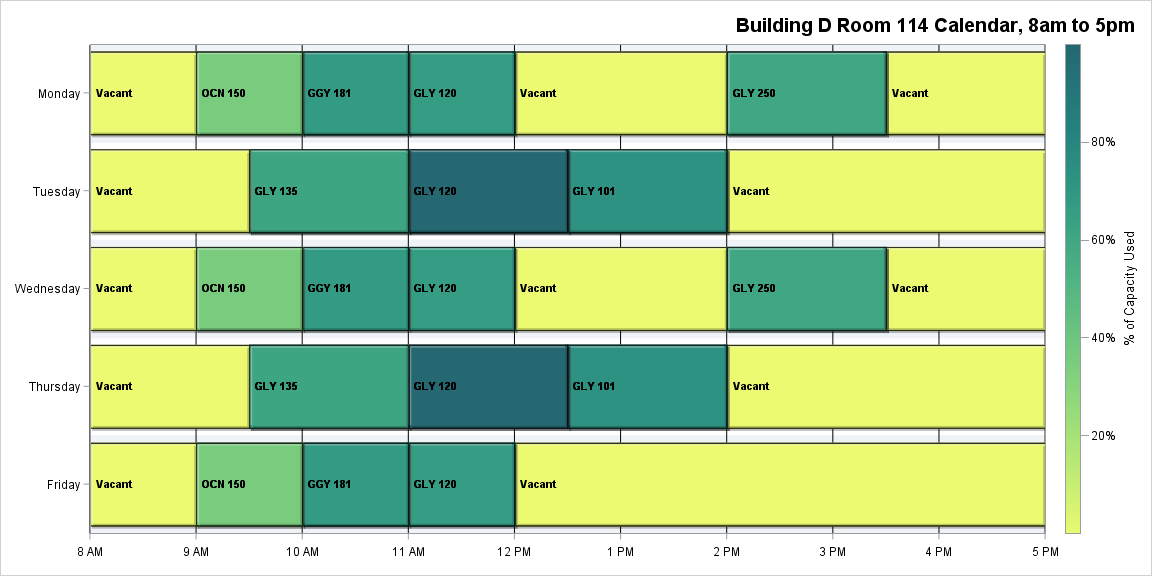 Building D Room 114 Calendar, 8am to 5pm
Monday
Vacant
OCN 150
GGY 181
GLY 120
Vacant
GLY 250
Vacant
Tuesday
Vacant
GLY 135
GLY 120
GLY 101
Vacant
Wednesday
Vacant
OCN 150
GGY 181
GLY 120
Vacant
GLY 250
Vacant
Thursday
Vacant
GLY 135
GLY 120
GLY 101
Vacant
Friday
Vacant
OCN 150
GGY 181
GLY 120
Vacant
8 AM
9 AM
10 AM
11 AM
12 PM
1 PM
2 PM
3 PM
4 PM
5 PM
80%
60%
40%
20%
% of Capacity Used